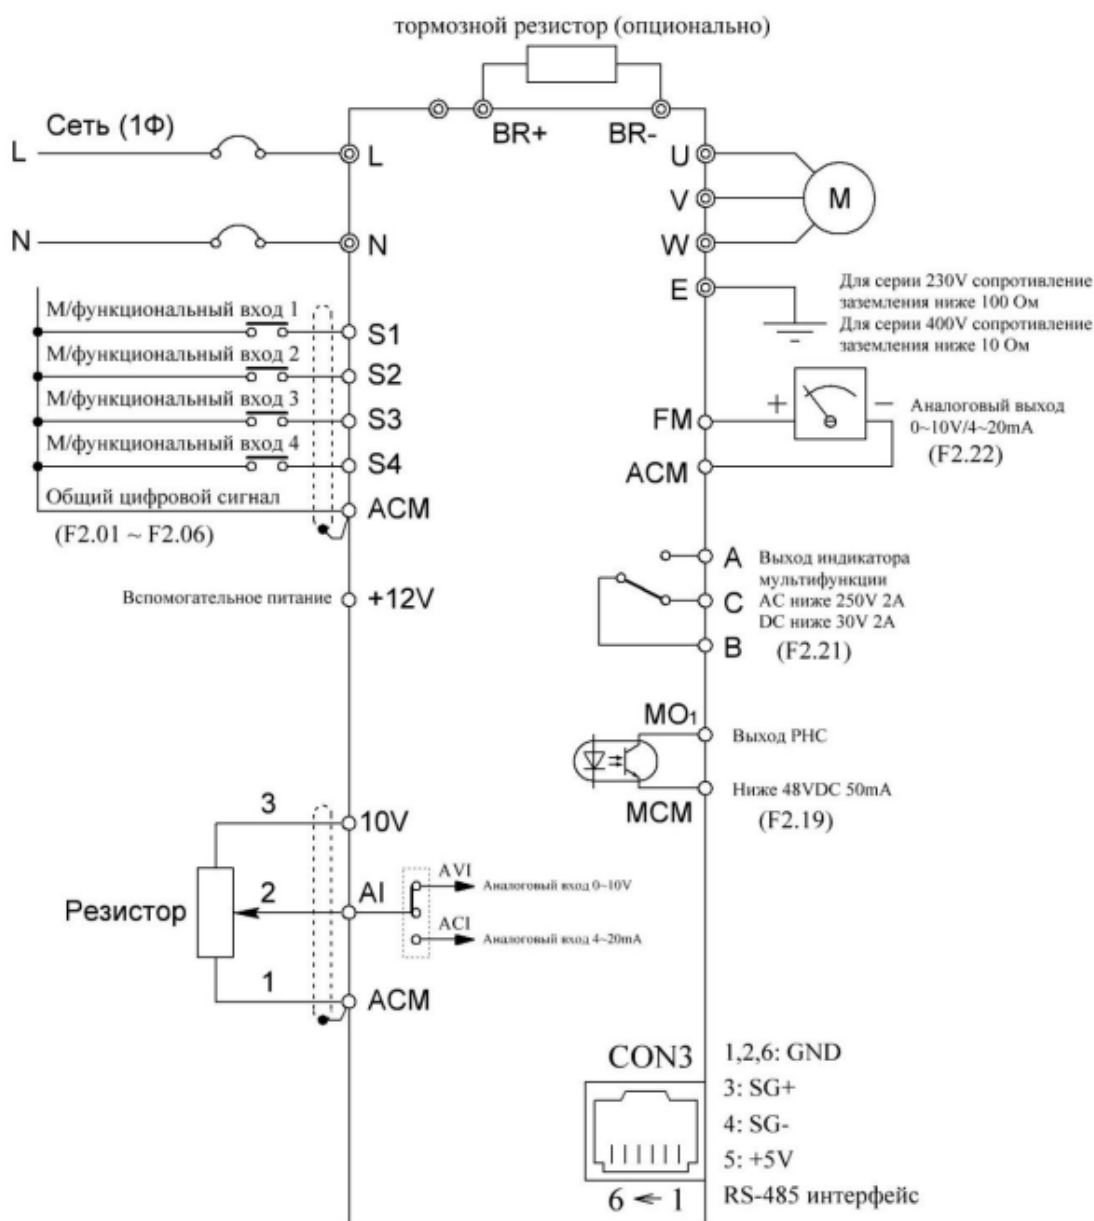 тормозной резистор (опционально)
BR+
BR-
Сеть (1Ф)
L
L
N
N
U
V
W
M
E
Для серии 230V сопротивление
заземления ниже 100 Ом
Для серии 400V сопротивление
заземления ниже 10 Ом
М/функциональный вход 1
S1
М/функциональный вход 2
S2
М/функциональный вход 3
S3
М/функциональный вход 4
S4
Общий цифровой сигнал
ACM
(F2.01 ~ F2.06)
Вспомогательное питание
+12V
FM
+
−
ACM
Аналоговый выход
0~10V/4~20mA
(F2.22)
A
C
B
Выход индикатора
мультифункции
AC ниже 250V 2A
DC ниже 30V 2A
(F2.21)
MO1
Выход PHC
MCM
Ниже 48VDC 50mA
(F2.19)
3
10V
Резистор
2
AI
AVI
Аналоговый вход 0~10V
ACI
Аналоговый вход 4~20mA
1
ACM
CON3
6 ← 1
1,2,6: GND
3: SG+
4: SG-
5: +5V
RS-485 интерфейс